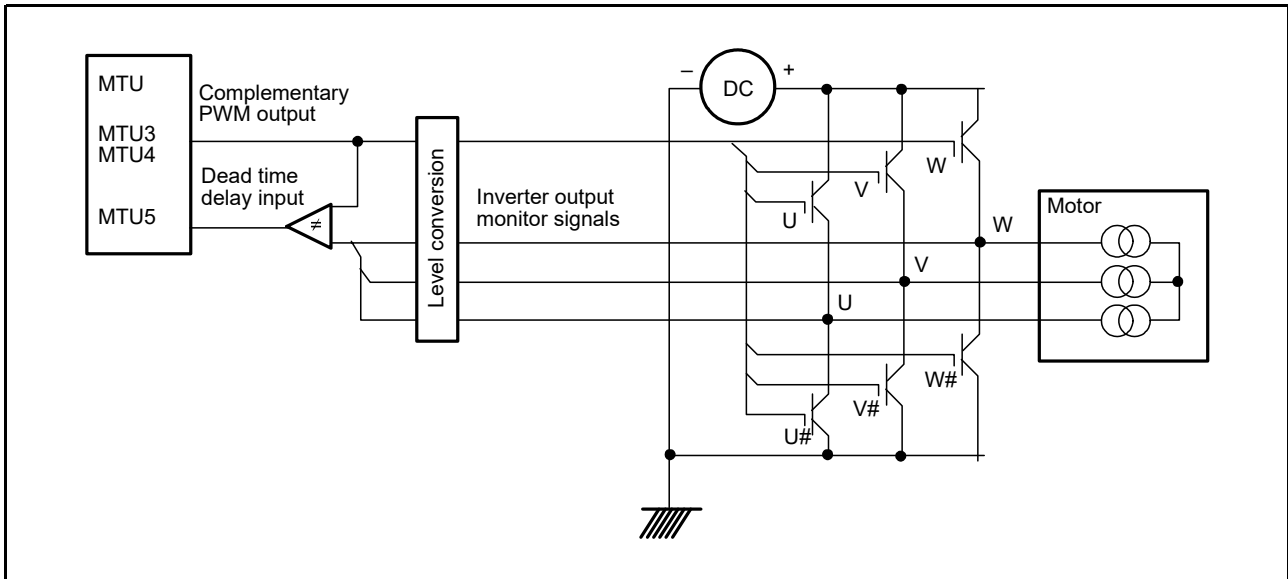 MTU
MTU3
MTU4
MTU5
Complementary
PWM output
Dead time
delay input
≠
Level conversion
Inverter output
monitor signals
–
DC
+
W
V
U
W
V
U
W#
V#
U#
Motor